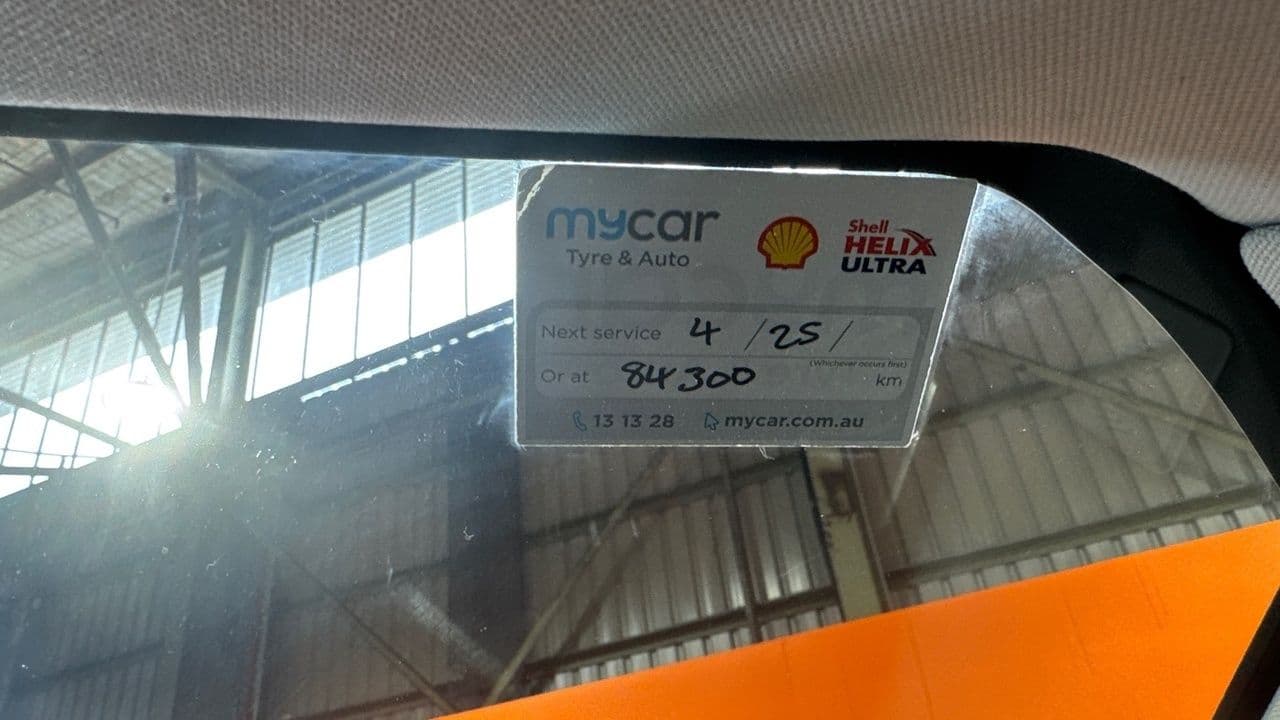 mycar
Tyre & Auto
Shell
HELIX
ULTRA
Next service 4 / 25 /
(Whichever occurs first)
Or at 84300 km
13 13 28 mycar.com.au